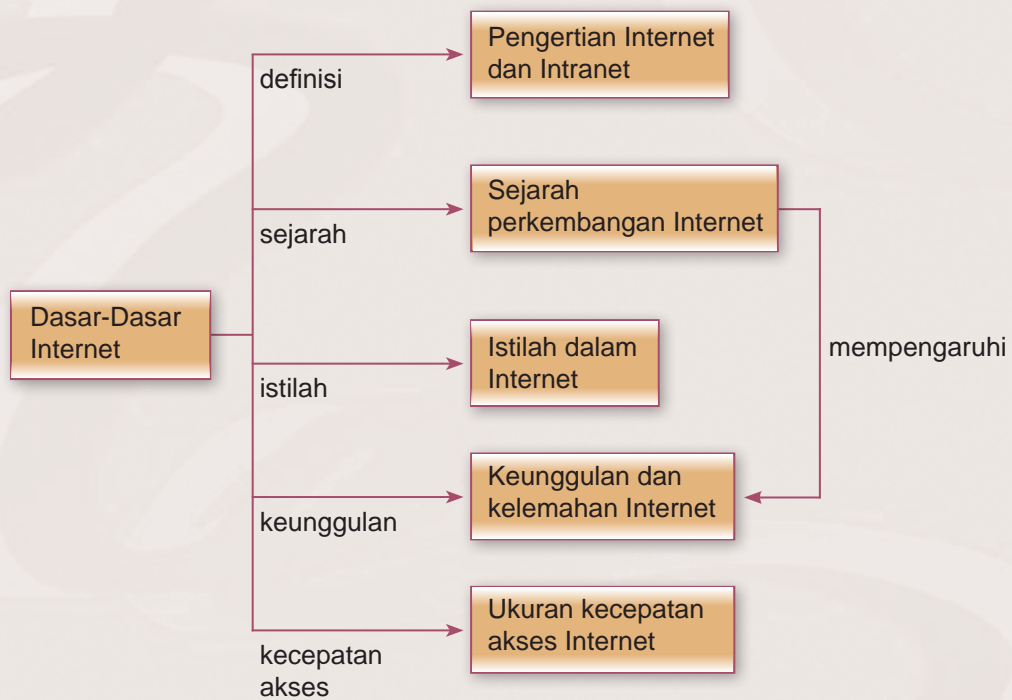 Pengertian Internet
dan Intranet
definisi
Sejarah
perkembangan Internet
sejarah
Dasar-Dasar
Internet
Istilah dalam
Internet
mempengaruhi
istilah
Keunggulan dan
kelemahan Internet
keunggulan
Ukuran kecepatan
akses Internet
kecepatan
akses